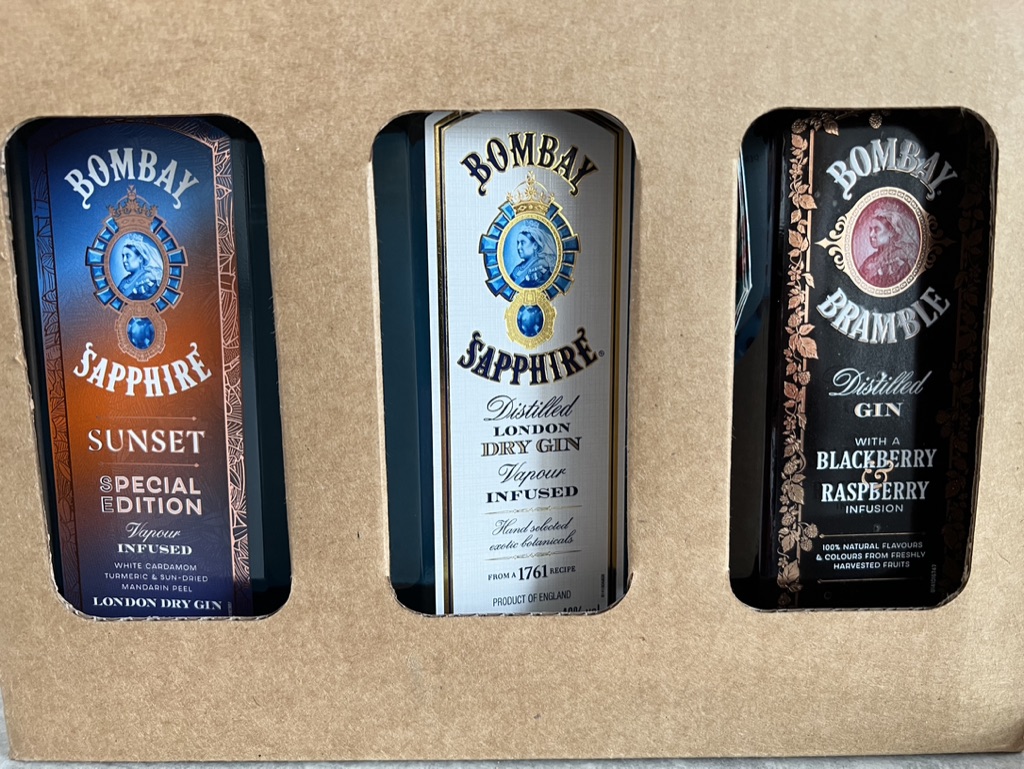 BOMBAY
SAPPHIRE
SUNSET
SPECIAL
EDITION
Vapour
INFUSED
WHITE CARDAMOM
TURMERIC & SUN-DRIED
MANDARIN PEEL
LONDON DRY GIN
BOMBAY
SAPPHIRE®
Distilled
LONDON
DRY GIN
Vapour
INFUSED
Hand selected
exotic botanicals
FROM A 1761 RECIPE
PRODUCT OF ENGLAND
BOMBAY
BRAMBLE
Distilled
GIN
WITH A
BLACKBERRY
&
RASPBERRY
INFUSION
100% NATURAL FLAVOURS
& COLOURS FROM FRESHLY
HARVESTED FRUITS